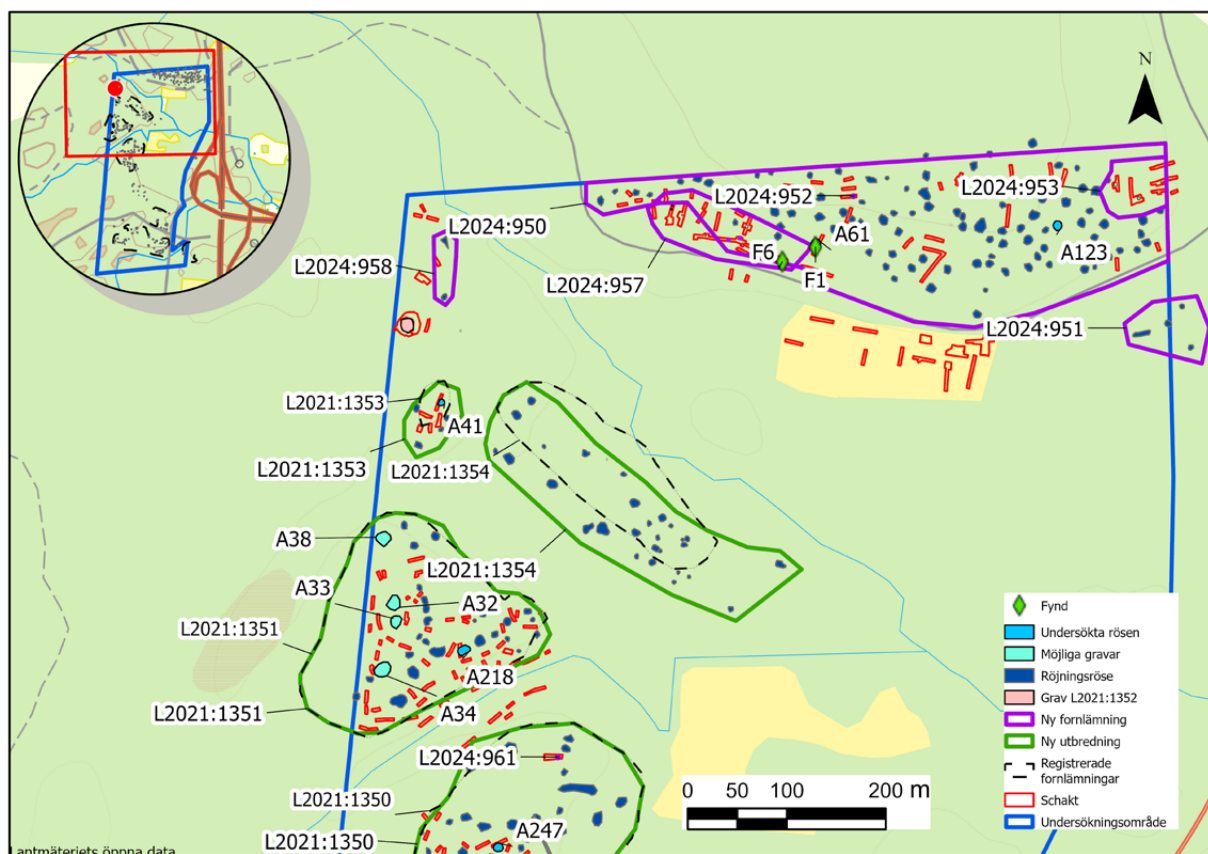 N
L2024:953
L2024:952
L2024:950
A61
L2024:958
F6
A123
L2024:957
F1
L2024:951
L2021:1353
A41
L2021:1353
L2021:1354
A38
L2021:1354
A33
A32
L2021:1351
A218
L2021:1351
A34
L2024:961
L2021:1350
L2021:1350
A247
0 50 100 200 m
Fynd
Undersökta rösen
Möjliga gravar
Röjningsröse
Grav L2021:1352
Ny fornlämning
Ny utbredning
Registrerade
fornlämningar
Schakt
Undersökningsområde
Lantmäteriets öppna data